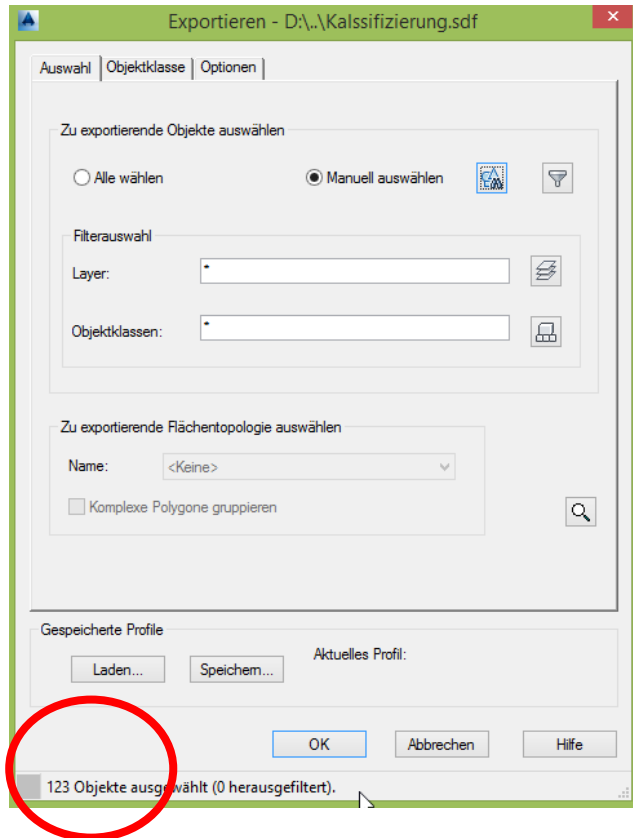 Exportieren - D:\..\Kalssifizierung.sdf
Auswahl Objektklasse Optionen
Zu exportierende Objekte auswählen
Alle wählen Manuell auswählen
Filterauswahl
Layer: *
Objektklassen: *
Zu exportierende Flächentopologie auswählen
Name: <Keine>
Komplexe Polygone gruppieren
Gespeicherte Profile
Laden... Speichern... Aktuelles Profil:
OK Abbrechen Hilfe
123 Objekte ausgewählt (0 herausgefiltert).